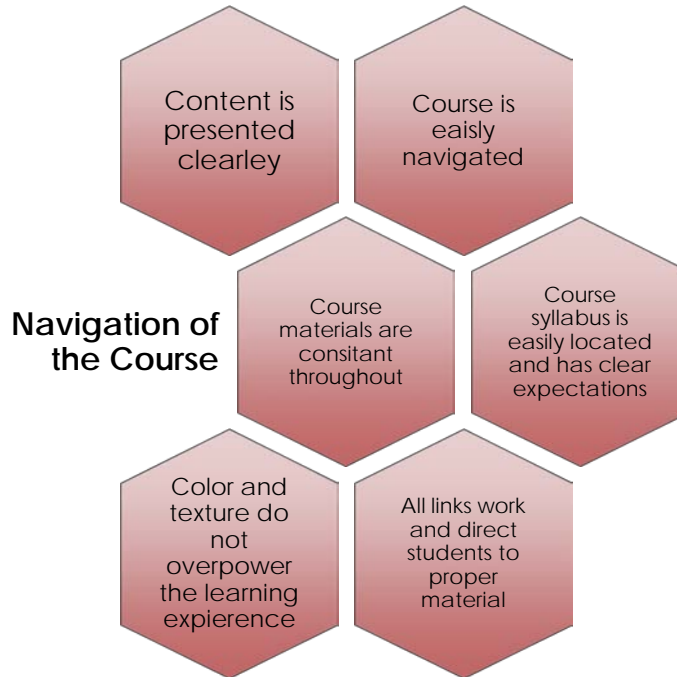 Content is
presented
clearley
Course is
eaisly
navigated
Navigation of
the Course
Course
materials are
consitant
throughout
Course
syllabus is
easily located
and has clear
expectations
Color and
texture do
not
overpower
the learning
expierence
All links work
and direct
students to
proper
material